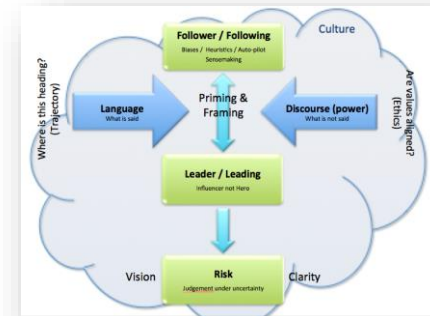 Follower / Following
Biases / Heuristics / Auto-pilot
Sensemaking
Culture
Where is this heading?
(Trajectory)
Language
What is said
Priming &
Framing
Discourse (power)
What is not said
Are values aligned?
(Ethics)
Leader / Leading
Influencer not Hero
Vision
Risk
Judgement under uncertainty
Clarity